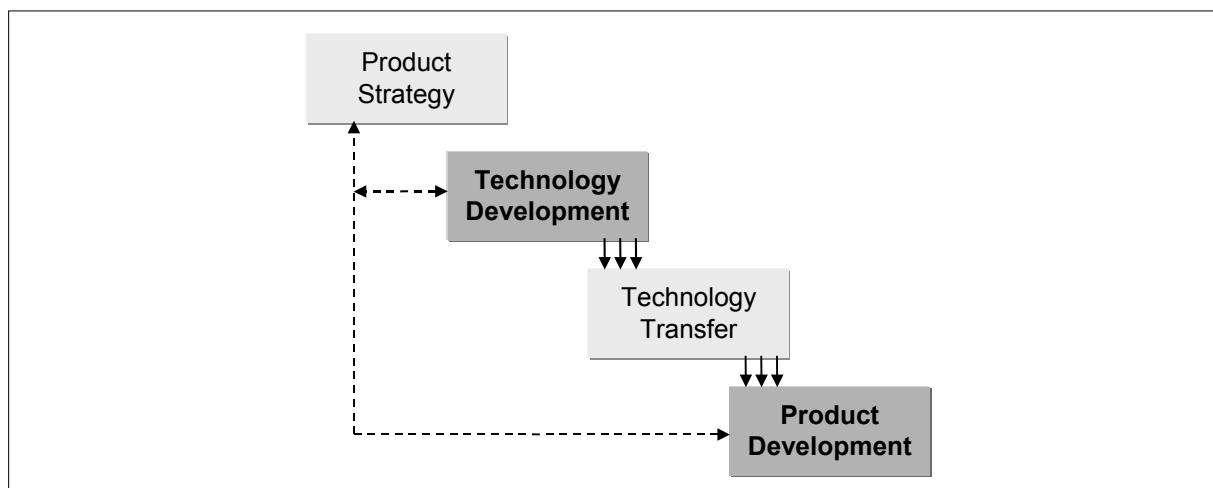 Product
Strategy
Technology
Development
Technology
Transfer
Product
Development